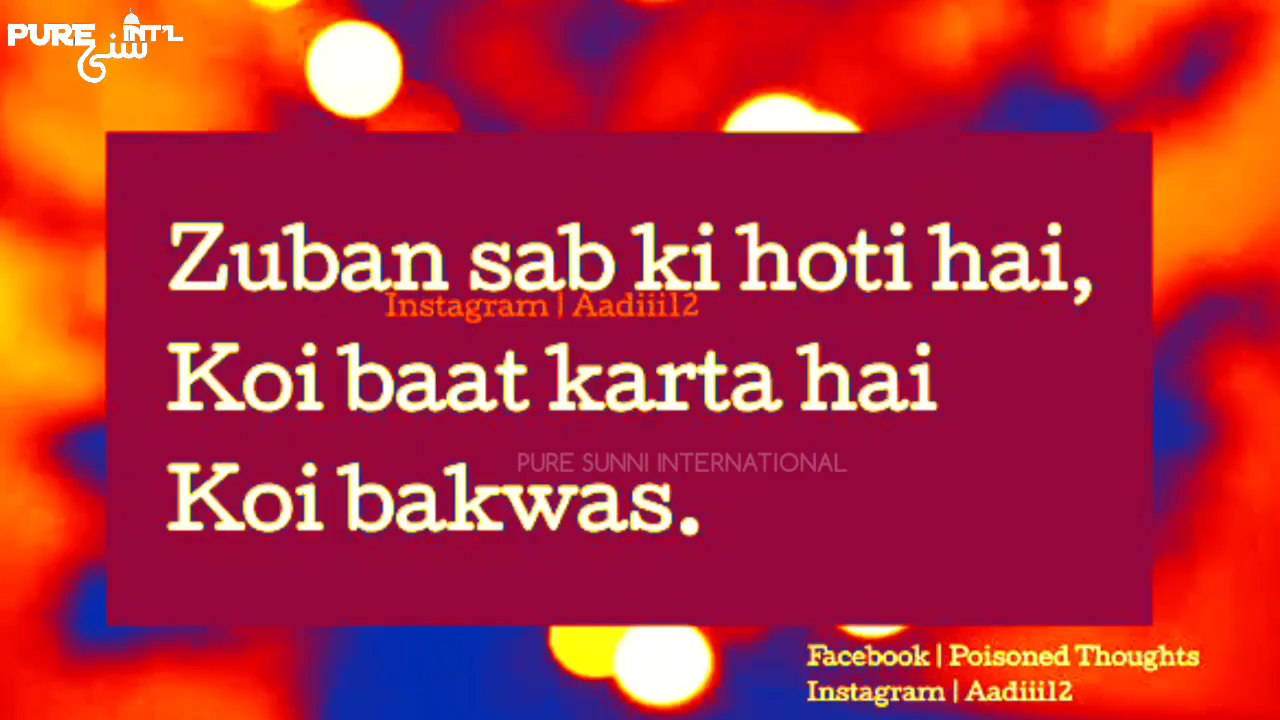 PURE سنی INT'L
Zuban sab ki hoti hai,
Instagram | Aadiii12
Koi baat karta hai
PURE SUNNI INTERNATIONAL
Koi bakwas.
Facebook | Poisoned Thoughts
Instagram | Aadiii12